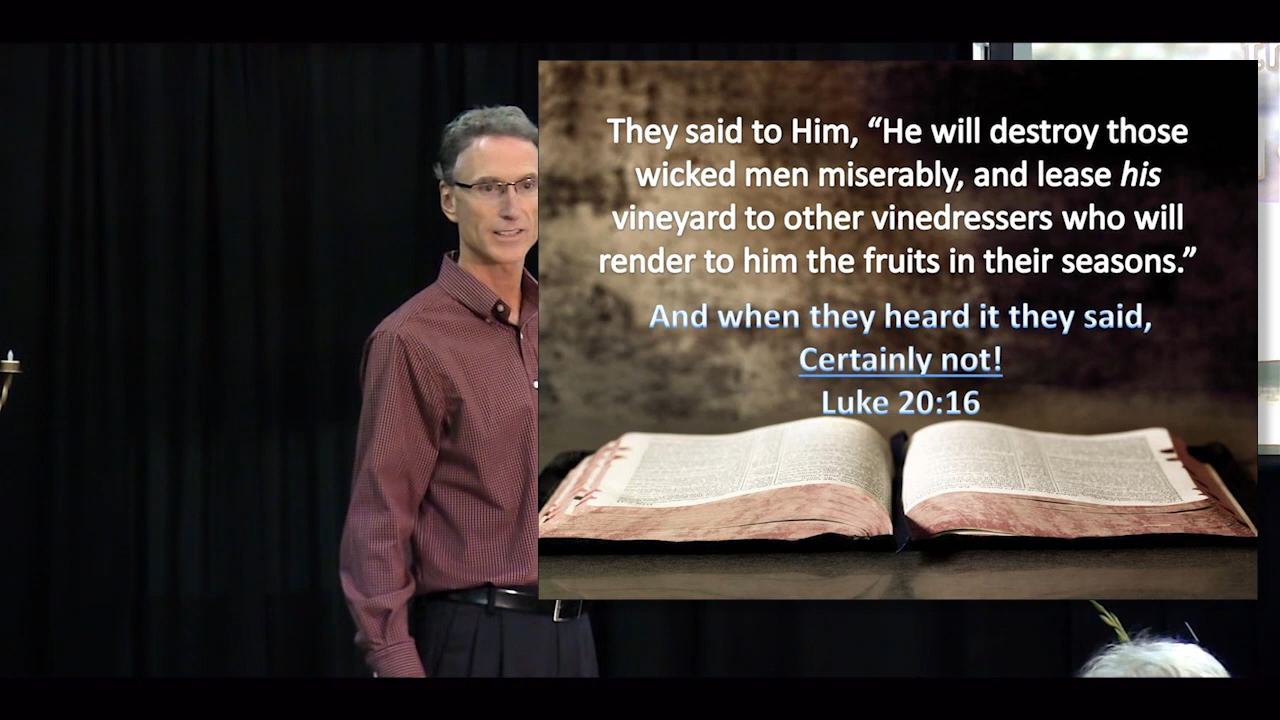 They said to Him, “He will destroy those
wicked men miserably, and lease his
vineyard to other vinedressers who will
render to him the fruits in their seasons.”
And when they heard it they said,
Certainly not!
Luke 20:16